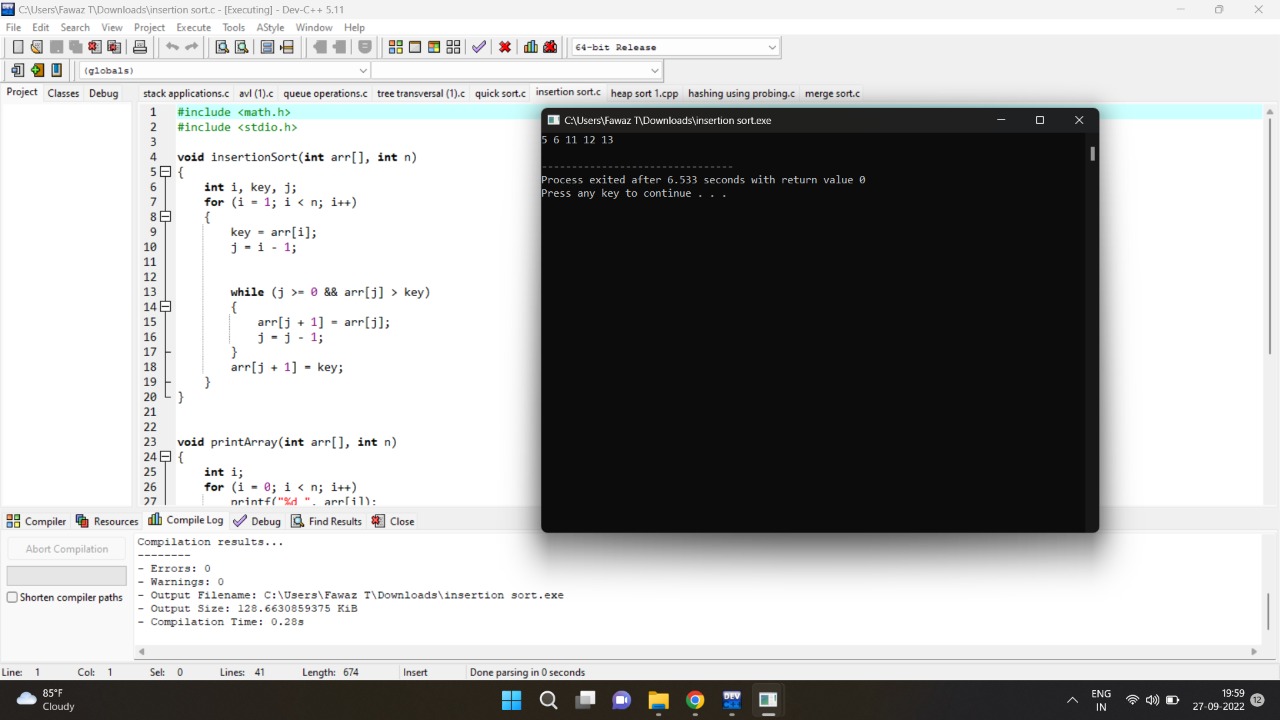 C:\Users\Fawaz T\Downloads\insertion sort.c - [Executing] - Dev-C++ 5.11
File Edit Search View Project Execute Tools AStyle Window Help
64-bit Release
(globals)
Project Classes Debug
stack applications.c avl (1).c queue operations.c tree transversal (1).c quick sort.c insertion sort.c heap sort 1.cpp hashing using probing.c merge sort.c
1 #include <math.h>
2 #include <stdio.h>
3
4 void insertionSort(int arr[], int n)
5 {
6 int i, key, j;
7 for (i = 1; i < n; i++)
8 {
9 key = arr[i];
10 j = i - 1;
11
12
13 while (j >= 0 && arr[j] > key)
14 {
15 arr[j + 1] = arr[j];
16 j = j - 1;
17 }
18 arr[j + 1] = key;
19 }
20 }
21
22
23 void printArray(int arr[], int n)
24 {
25 int i;
26 for (i = 0; i < n; i++)
27 printf("%d ", arr[i]);
C:\Users\Fawaz T\Downloads\insertion sort.exe
5 6 11 12 13
--------------------------------
Process exited after 6.533 seconds with return value 0
Press any key to continue . . .
Compiler Resources Compile Log Debug Find Results Close
Abort Compilation
Shorten compiler paths
Compilation results...
--------
- Errors: 0
- Warnings: 0
- Output Filename: C:\Users\Fawaz T\Downloads\insertion sort.exe
- Output Size: 128.6630859375 KiB
- Compilation Time: 0.28s
Line: 1 Col: 1 Sel: 0 Lines: 41 Length: 674 Insert Done parsing in 0 seconds
85°F
Cloudy
DEV
ENG
IN
19:59
27-09-2022
12